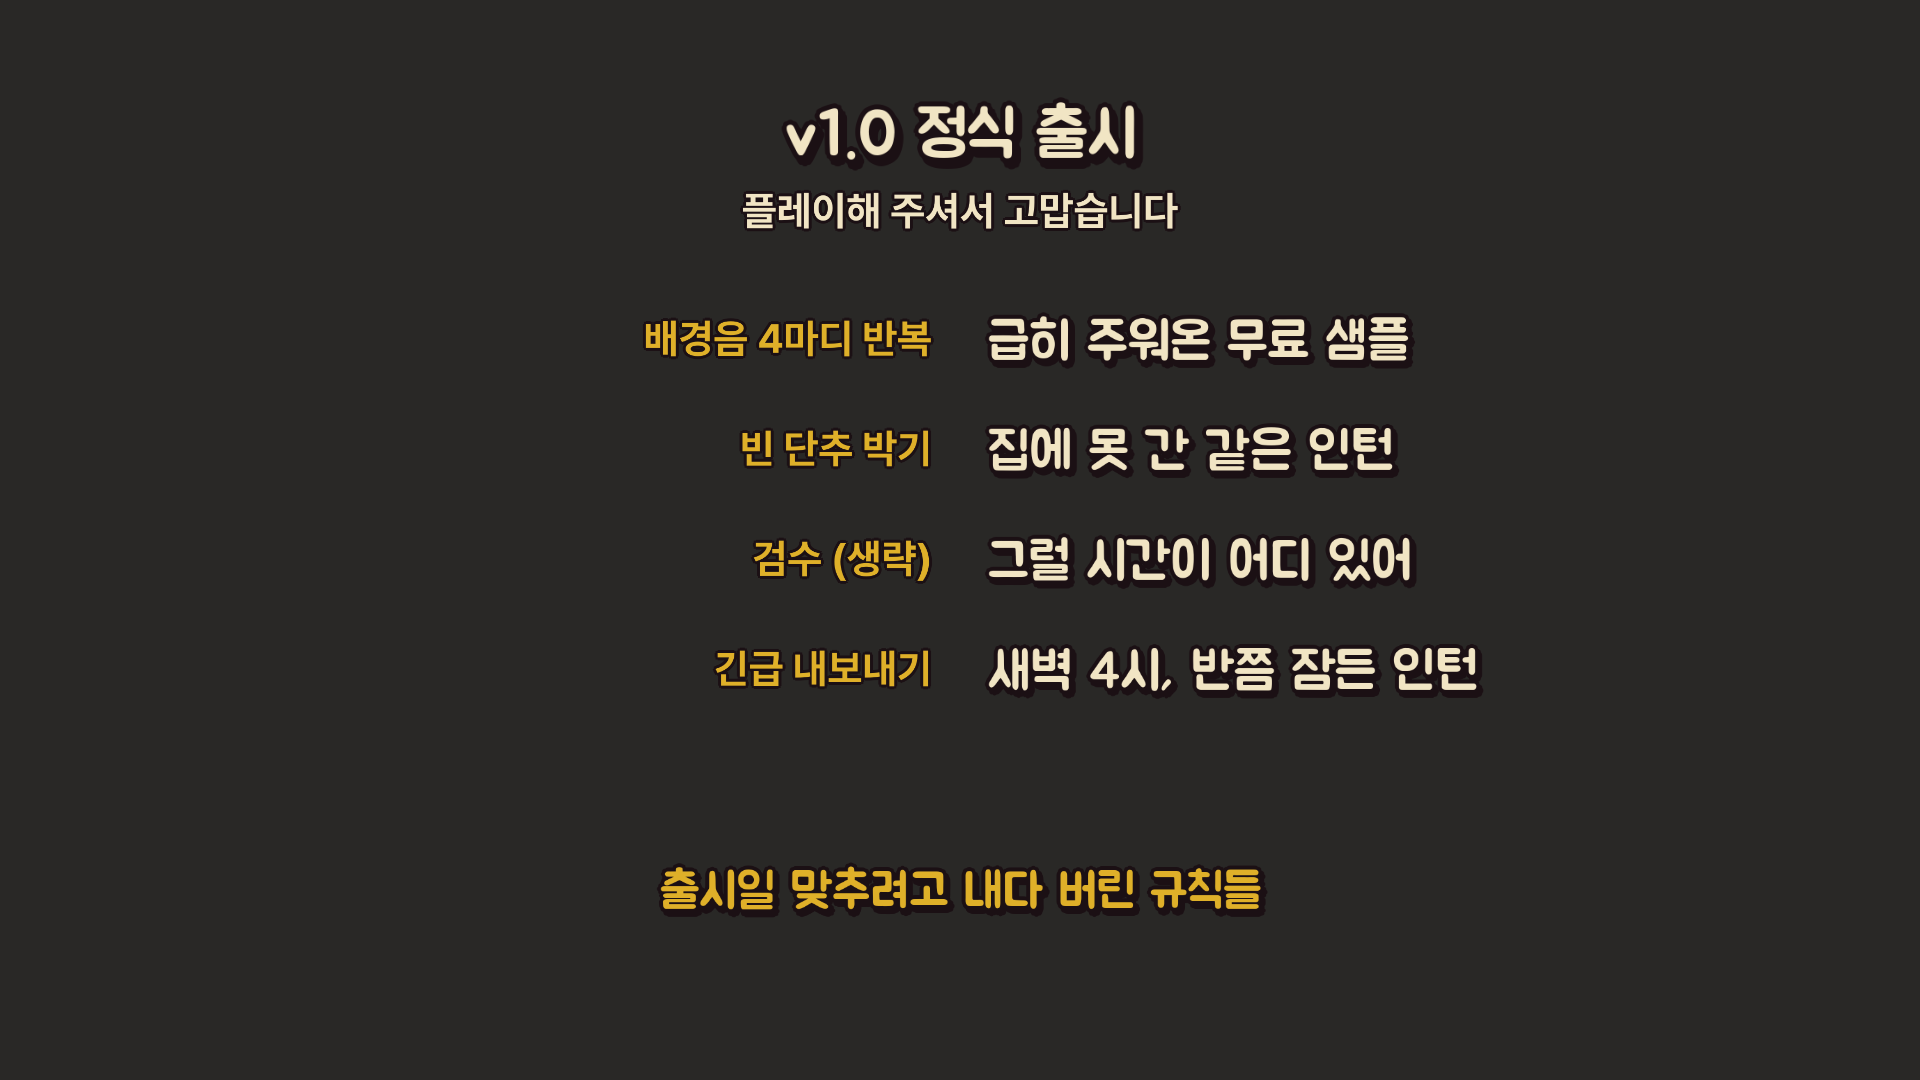 v1.0 정식 출시
플레이해 주셔서 고맙습니다
배경음 4마디 반복 급히 주워온 무료 샘플
빈 단추 박기 집에 못 간 같은 인턴
검수 (생략) 그럴 시간이 어디 있어
긴급 내보내기 새벽 4시, 반쯤 잠든 인턴
출시일 맞추려고 내다 버린 규칙들